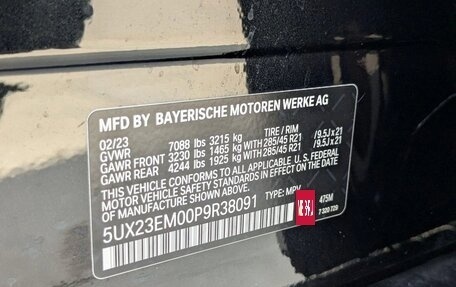 MFD BY BAYERISCHE MOTOREN WERKE AG
02/23 7088 lbs 3215 kg TIRE / RIM
GVWR
GAWR FRONT 3230 lbs 1465 kg WITH 285/45 R21 /9.5J x 21
GAWR REAR 4244 lbs 1925 kg WITH 285/45 R21 /9.5J x 21
THIS VEHICLE CONFORMS TO ALL APPLICABLE U.S. FEDERAL
MOTOR VEHICLE SAFETY STANDARDS IN EFFECT ON THE DATE
OF MANUFACTURE SHOWN ABOVE.
5UX23EM00P9R38091 TYPE: MPV 475M
7 320 729